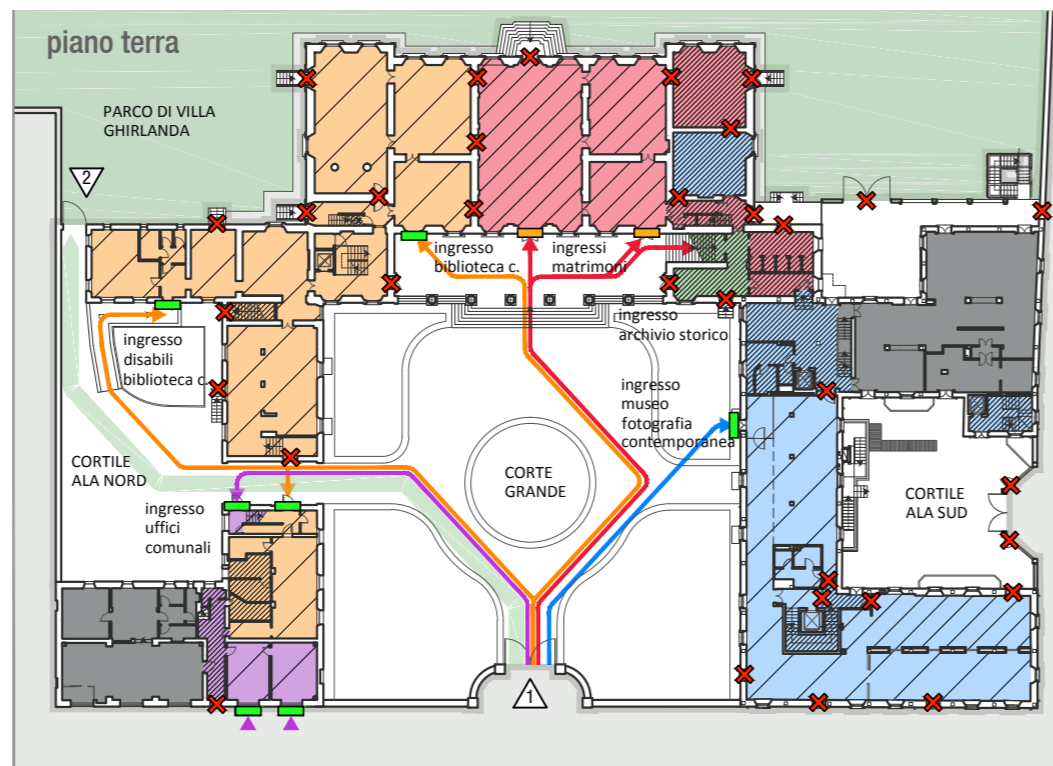 piano terra
PARCO DI VILLA
GHIRLANDA
2
ingresso
biblioteca c.
ingressi
matrimoni
ingresso
archivio storico
ingresso
disabili
biblioteca c.
ingresso
museo
fotografia
contemporanea
CORTILE
ALA NORD
CORTE
GRANDE
CORTILE
ALA SUD
ingresso
uffici
comunali
1